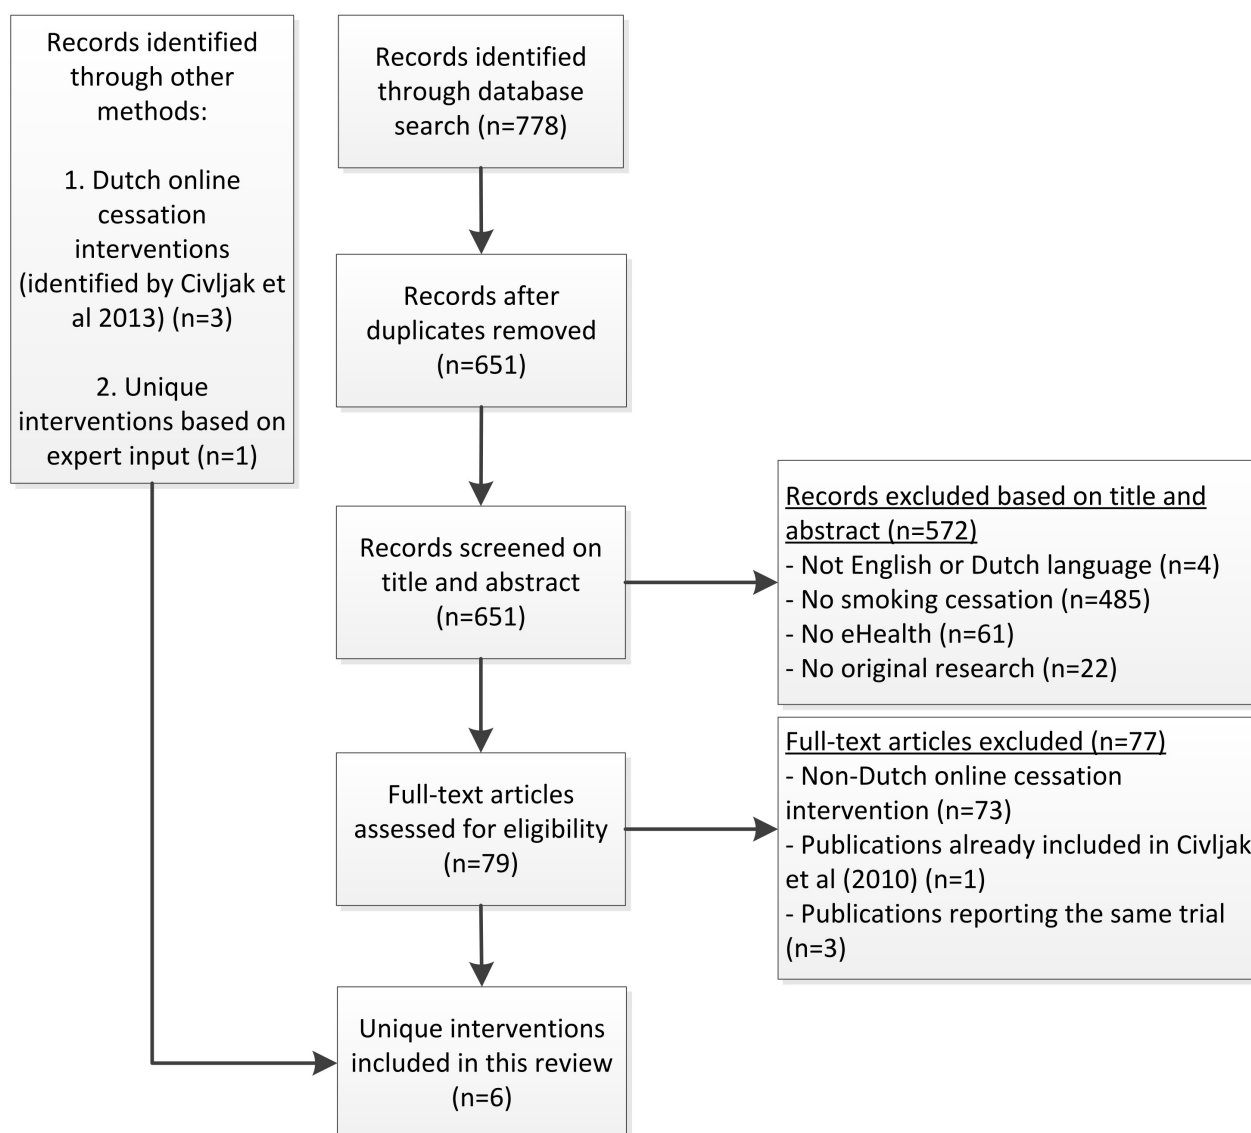 Records identified
through other
methods:
1. Dutch online
cessation
interventions
(identified by Civljak et
al 2013) (n=3)
2. Unique
interventions based on
expert input (n=1)
Records identified
through database
search (n=778)
Records after
duplicates removed
(n=651)
Records screened on
title and abstract
(n=651)
Records excluded based on title and
abstract (n=572)
- Not English or Dutch language (n=4)
- No smoking cessation (n=485)
- No eHealth (n=61)
- No original research (n=22)
Full-text articles
assessed for eligibility
(n=79)
Full-text articles excluded (n=77)
- Non-Dutch online cessation
intervention (n=73)
- Publications already included in Civljak
et al (2010) (n=1)
- Publications reporting the same trial
(n=3)
Unique interventions
included in this review
(n=6)